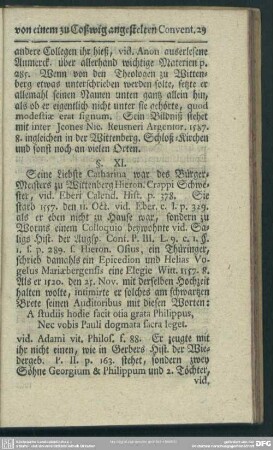 von einem zu Coßwig angestelten Convent. 29
andere Collegen ihr hieß, vid. Anon auserlesene
Anmerck. über allerhand wichtige Materien p.
285. Wenn von den Theologen zu Witten-
berg etwas unterschrieben werden solte, setzte er
allemahl seinen Namen unten ganz allein hin,
als ob er eigentlich nicht unter sie gehörte, quod
modestiæ erat signum. Sein Bildniß stehet
mit inter Icones Nic. Reusneri Argentor. 1587.
8. ingleichen in der Wittenberg. Schloß-Kirchen
und sonst noch an vielen Orten.
§. XI.
Seine Liebste Catharina war des Bürger-
Meisters zu Wittenberg Hieron. Crappi Schwe-
ster, vid. Eberi Calend. Hist. p. 378. Sie
starb 1557. den 11. Oct. vid. Eber. c. l. p. 329.
als er eben nicht zu Hause war, sondern zu
Worms einem Colloquio beywohnte vid. Sa-
ligs Hist. der Augsp. Conf. P. III. L. 9. c. 1. §.
1. p. 289. f. Hieron. Osius, ein Thüringer,
schrieb damohls ein Epicedion und Helias Vo-
gelus Mariæbergensis eine Elegie Witt. 1557. 8.
Als er 1520. den 25. Nov. mit derselben Hochzeit
halten wolte, intimirte er solches am schwartzen
Brete seinen Auditoribus mit diesen Worten:
A studiis hodie facit otia grata Philippus,
Nec vobis Pauli dogmata sacra leget.
vid. Adami vit. Philos. f. 88. Er zeugte mit
ihr nicht einen, wie in Gerbers Hist. der Wie-
dergeb. P. II. p. 163. stehet, sondern zwey
Söhne Georgium & Philippum und 2. Töchter,
vid.